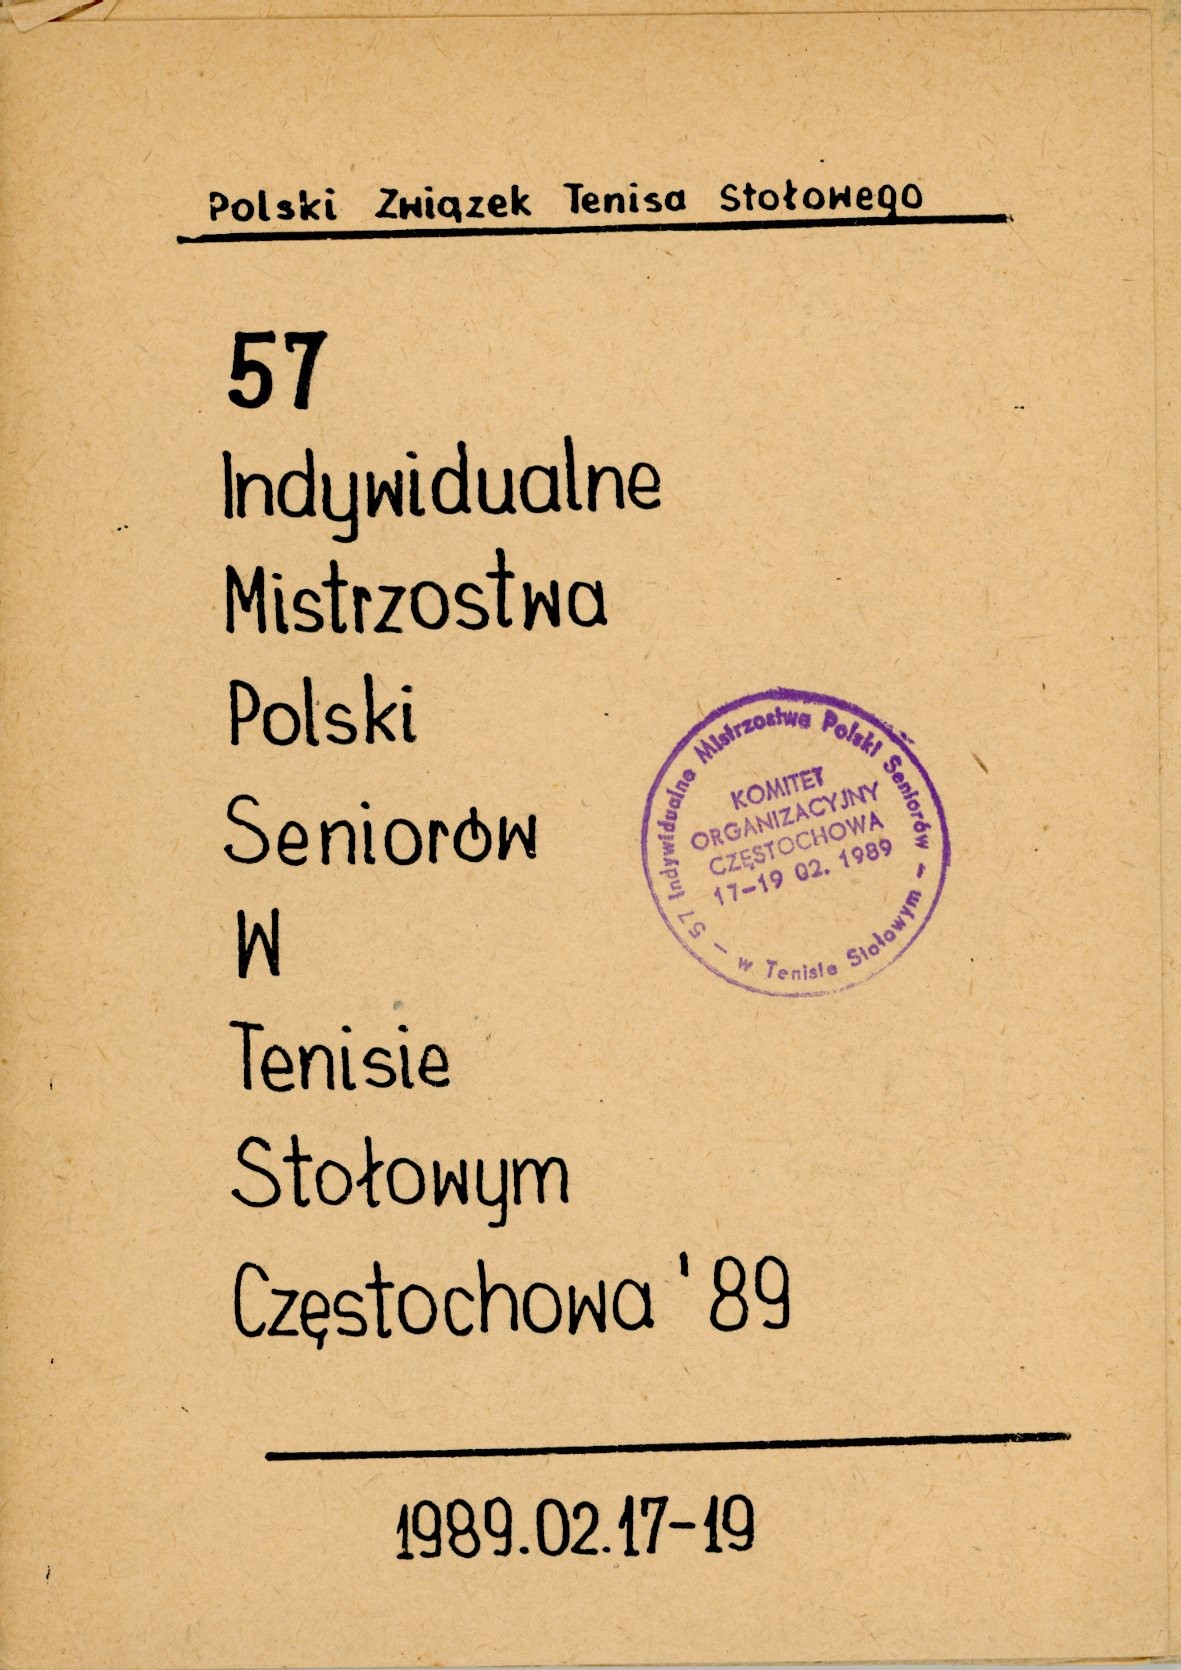 Polski Związek Tenisa Stołowego
57
Indywidualne
Mistrzostwa
Polski
Seniorów
W
Tenisie
Stołowym
Częstochowa '89
57 Indywidualne Mistrzostwa Polski Seniorów –
w Tenisie Stołowym –
KOMITET
ORGANIZACYJNY
CZĘSTOCHOWA
17-19 02. 1989
1989.02.17-19